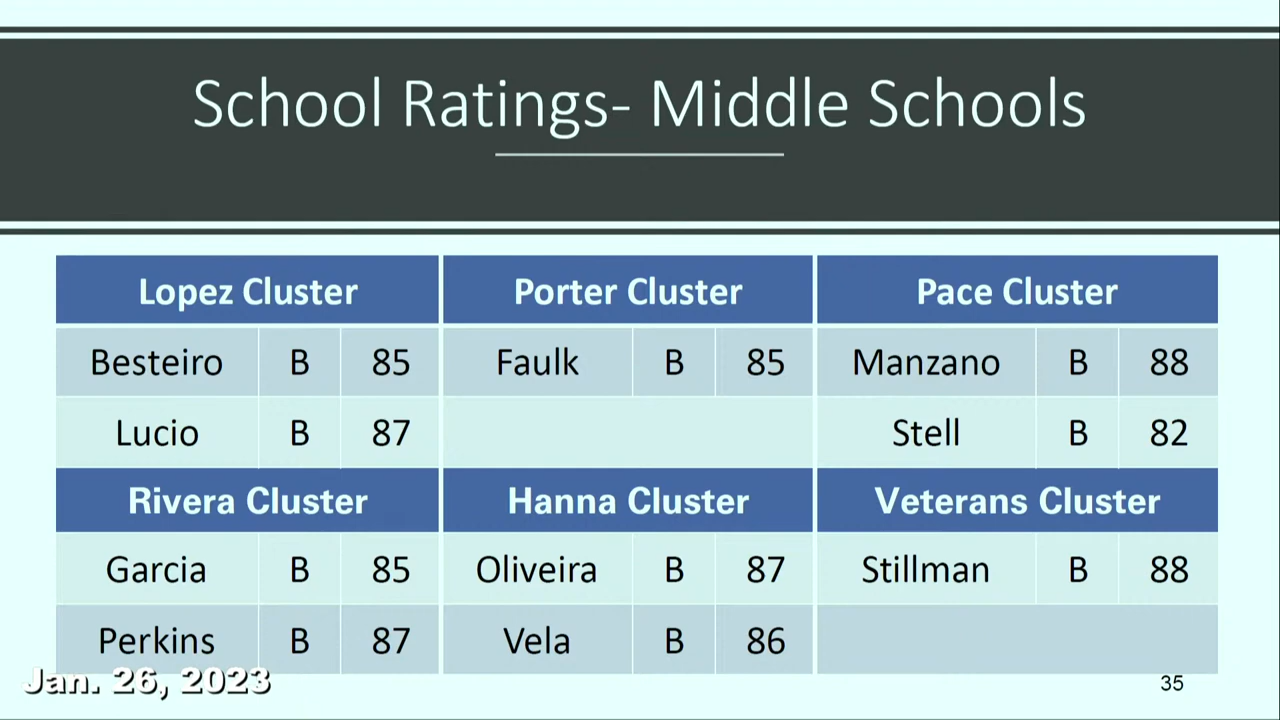 School Ratings- Middle Schools
Lopez Cluster Porter Cluster Pace Cluster
Besteiro B 85 Faulk B 85 Manzano B 88
Lucio B 87 Stell B 82
Rivera Cluster Hanna Cluster Veterans Cluster
Garcia B 85 Oliveira B 87 Stillman B 88
Perkins B 87 Vela B 86
Jan. 26, 2023 35